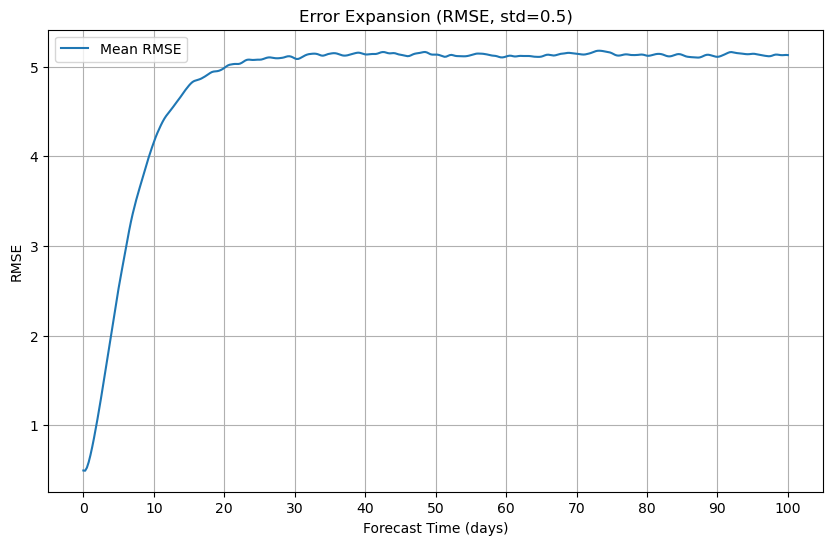 Error Expansion (RMSE, std=0.5)
Mean RMSE
RMSE
5
4
3
2
1
0 10 20 30 40 50 60 70 80 90 100
Forecast Time (days)